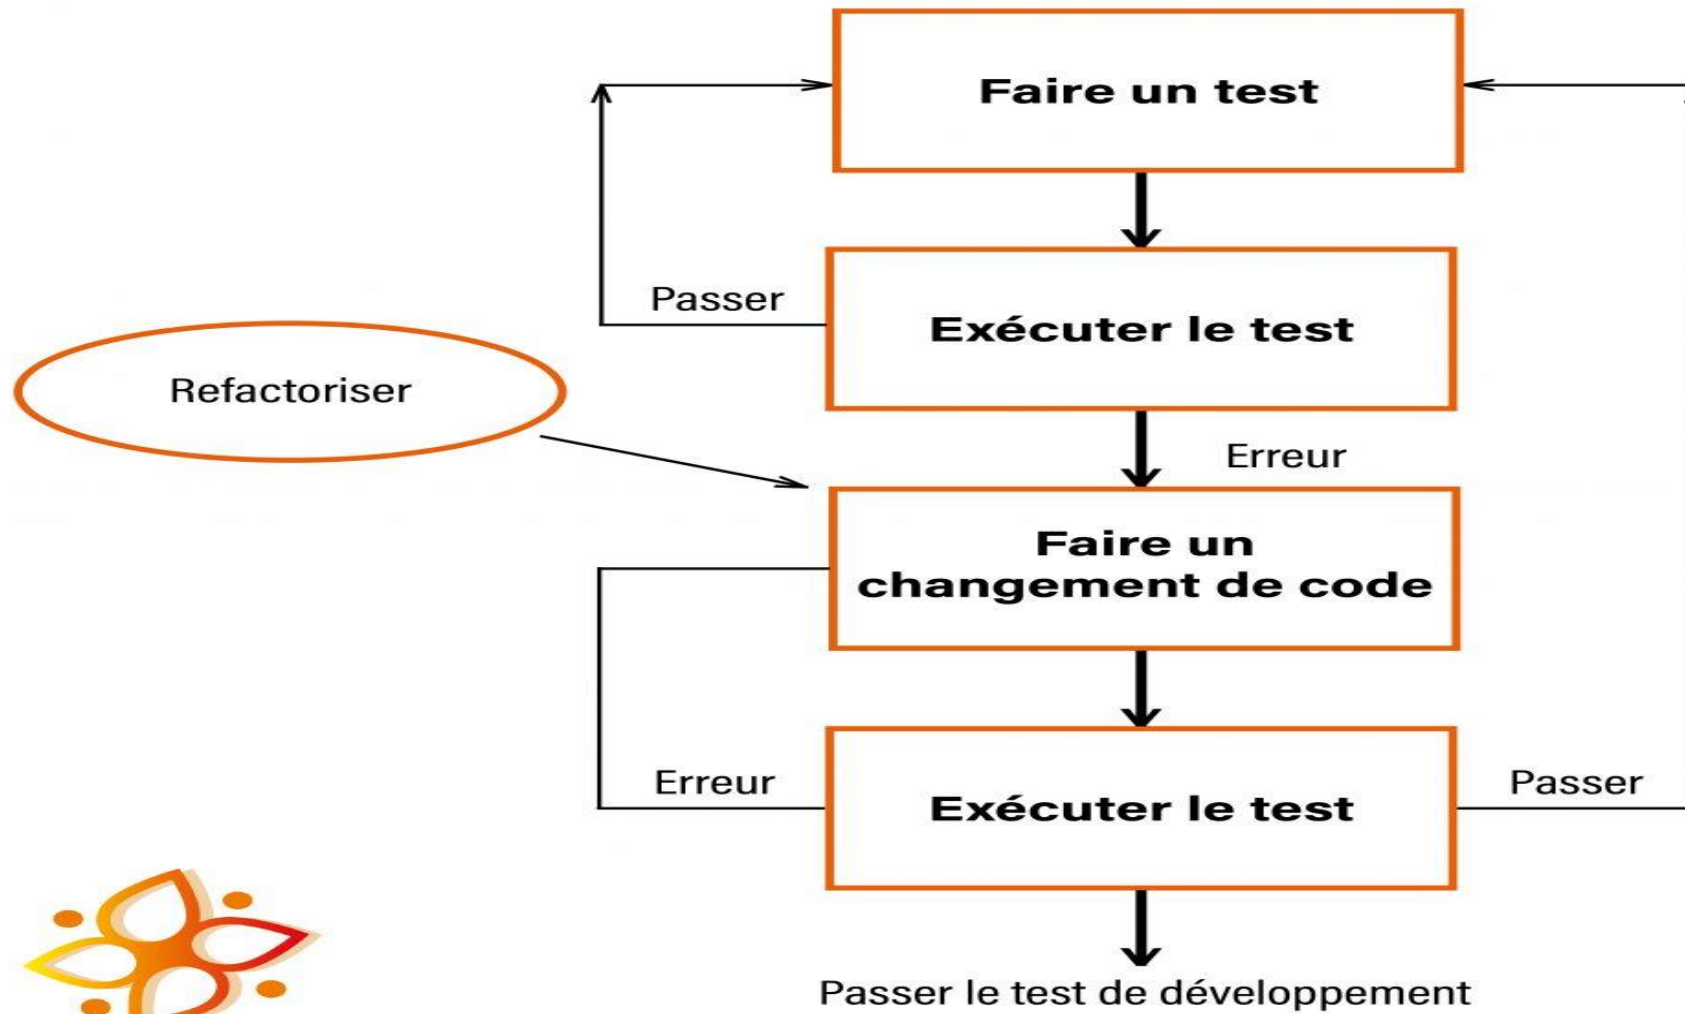 Faire un test
Passer
Exécuter le test
Refactoriser
Erreur
Faire un
changement de code
Erreur
Exécuter le test
Passer
Passer le test de développement